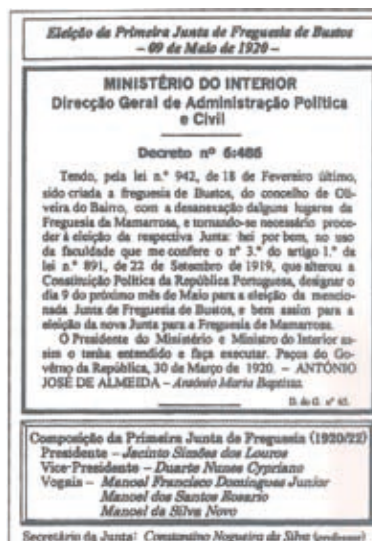 Eleição da Primeira Junta de Freguesia de Bustos
– 09 de Maio de 1920 –
MINISTÉRIO DO INTERIOR
Direcção Geral de Administração Política
e Civil
Decreto nº 6:485
Tendo, pela lei n.º 942, de 18 de Fevereiro último,
sido criada a freguesia de Bustos, do concelho de Oli-
veira do Bairro, com a desanexação dalguns lugares da
Freguesia da Mamarrosa, e tornando-se necessário proce-
der à eleição da respectiva Junta: hei por bem, no uso
da faculdade que me confere o nº 3.º do artigo 1.º da
lei n.º 891, de 22 de Setembro de 1919, que alterou a
Constituição Política da República Portuguesa, designar o
dia 9 do próximo mês de Maio para a eleição da mencio-
nada Junta de Freguesia de Bustos, e bem assim para a
eleição da nova Junta para a Freguesia de Mamarrosa.
O Presidente do Ministério e Ministro do Interior as-
sim o tenha entendido e faça executar. Paços do Go-
vêrno da República, 30 de Março de 1920. – ANTÓNIO
JOSÉ DE ALMEIDA – António Maria Baptista.
D. do G. nº 65.
Composição da Primeira Junta de Freguesia (1920/22)
Presidente – Jacinto Simões dos Louros
Vice-Presidente – Duarte Nunes Cypriano
Vogais – Manoel Francisco Domingues Junior
Manoel dos Santos Rosario
Manoel da Silva Novo
Secretário da Junta: Constantino Nogueira da Silva (professor)